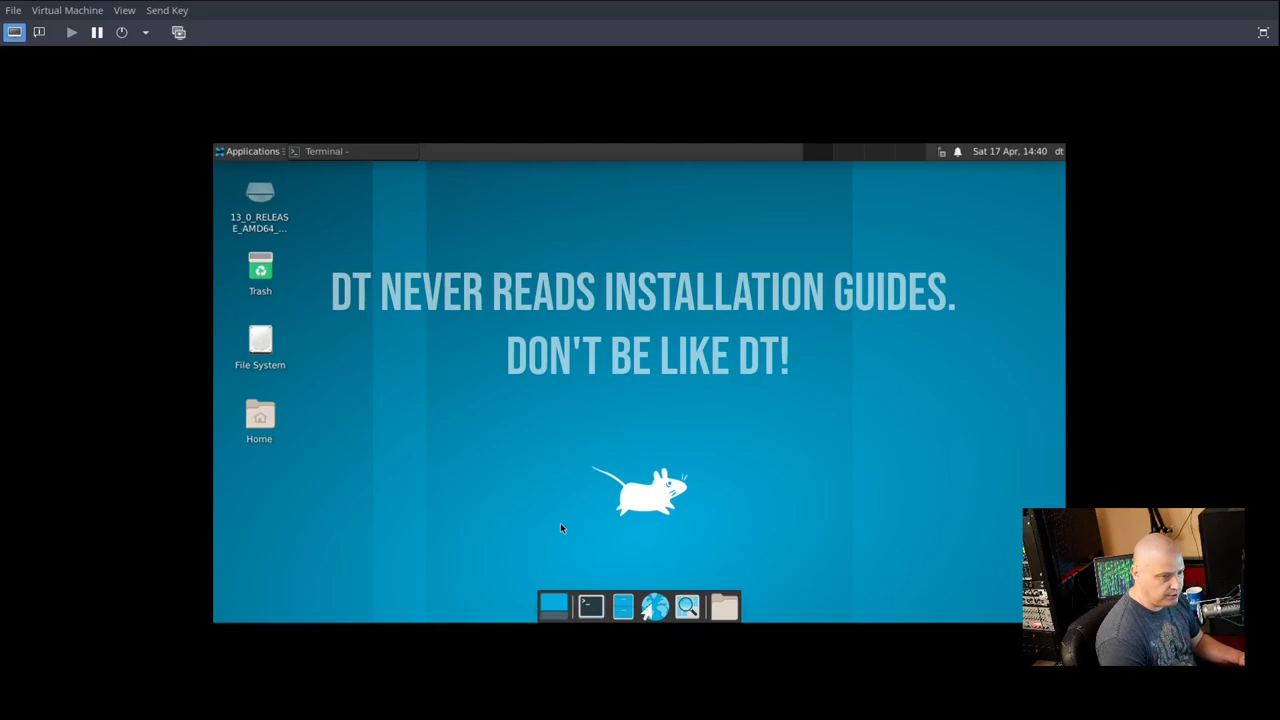 File Virtual Machine View Send Key
Applications Terminal - Sat 17 Apr, 14:40 dt
13_0_RELEAS
E_AMD64_...
Trash
File System
Home
DT NEVER READS INSTALLATION GUIDES.
DON'T BE LIKE DT!